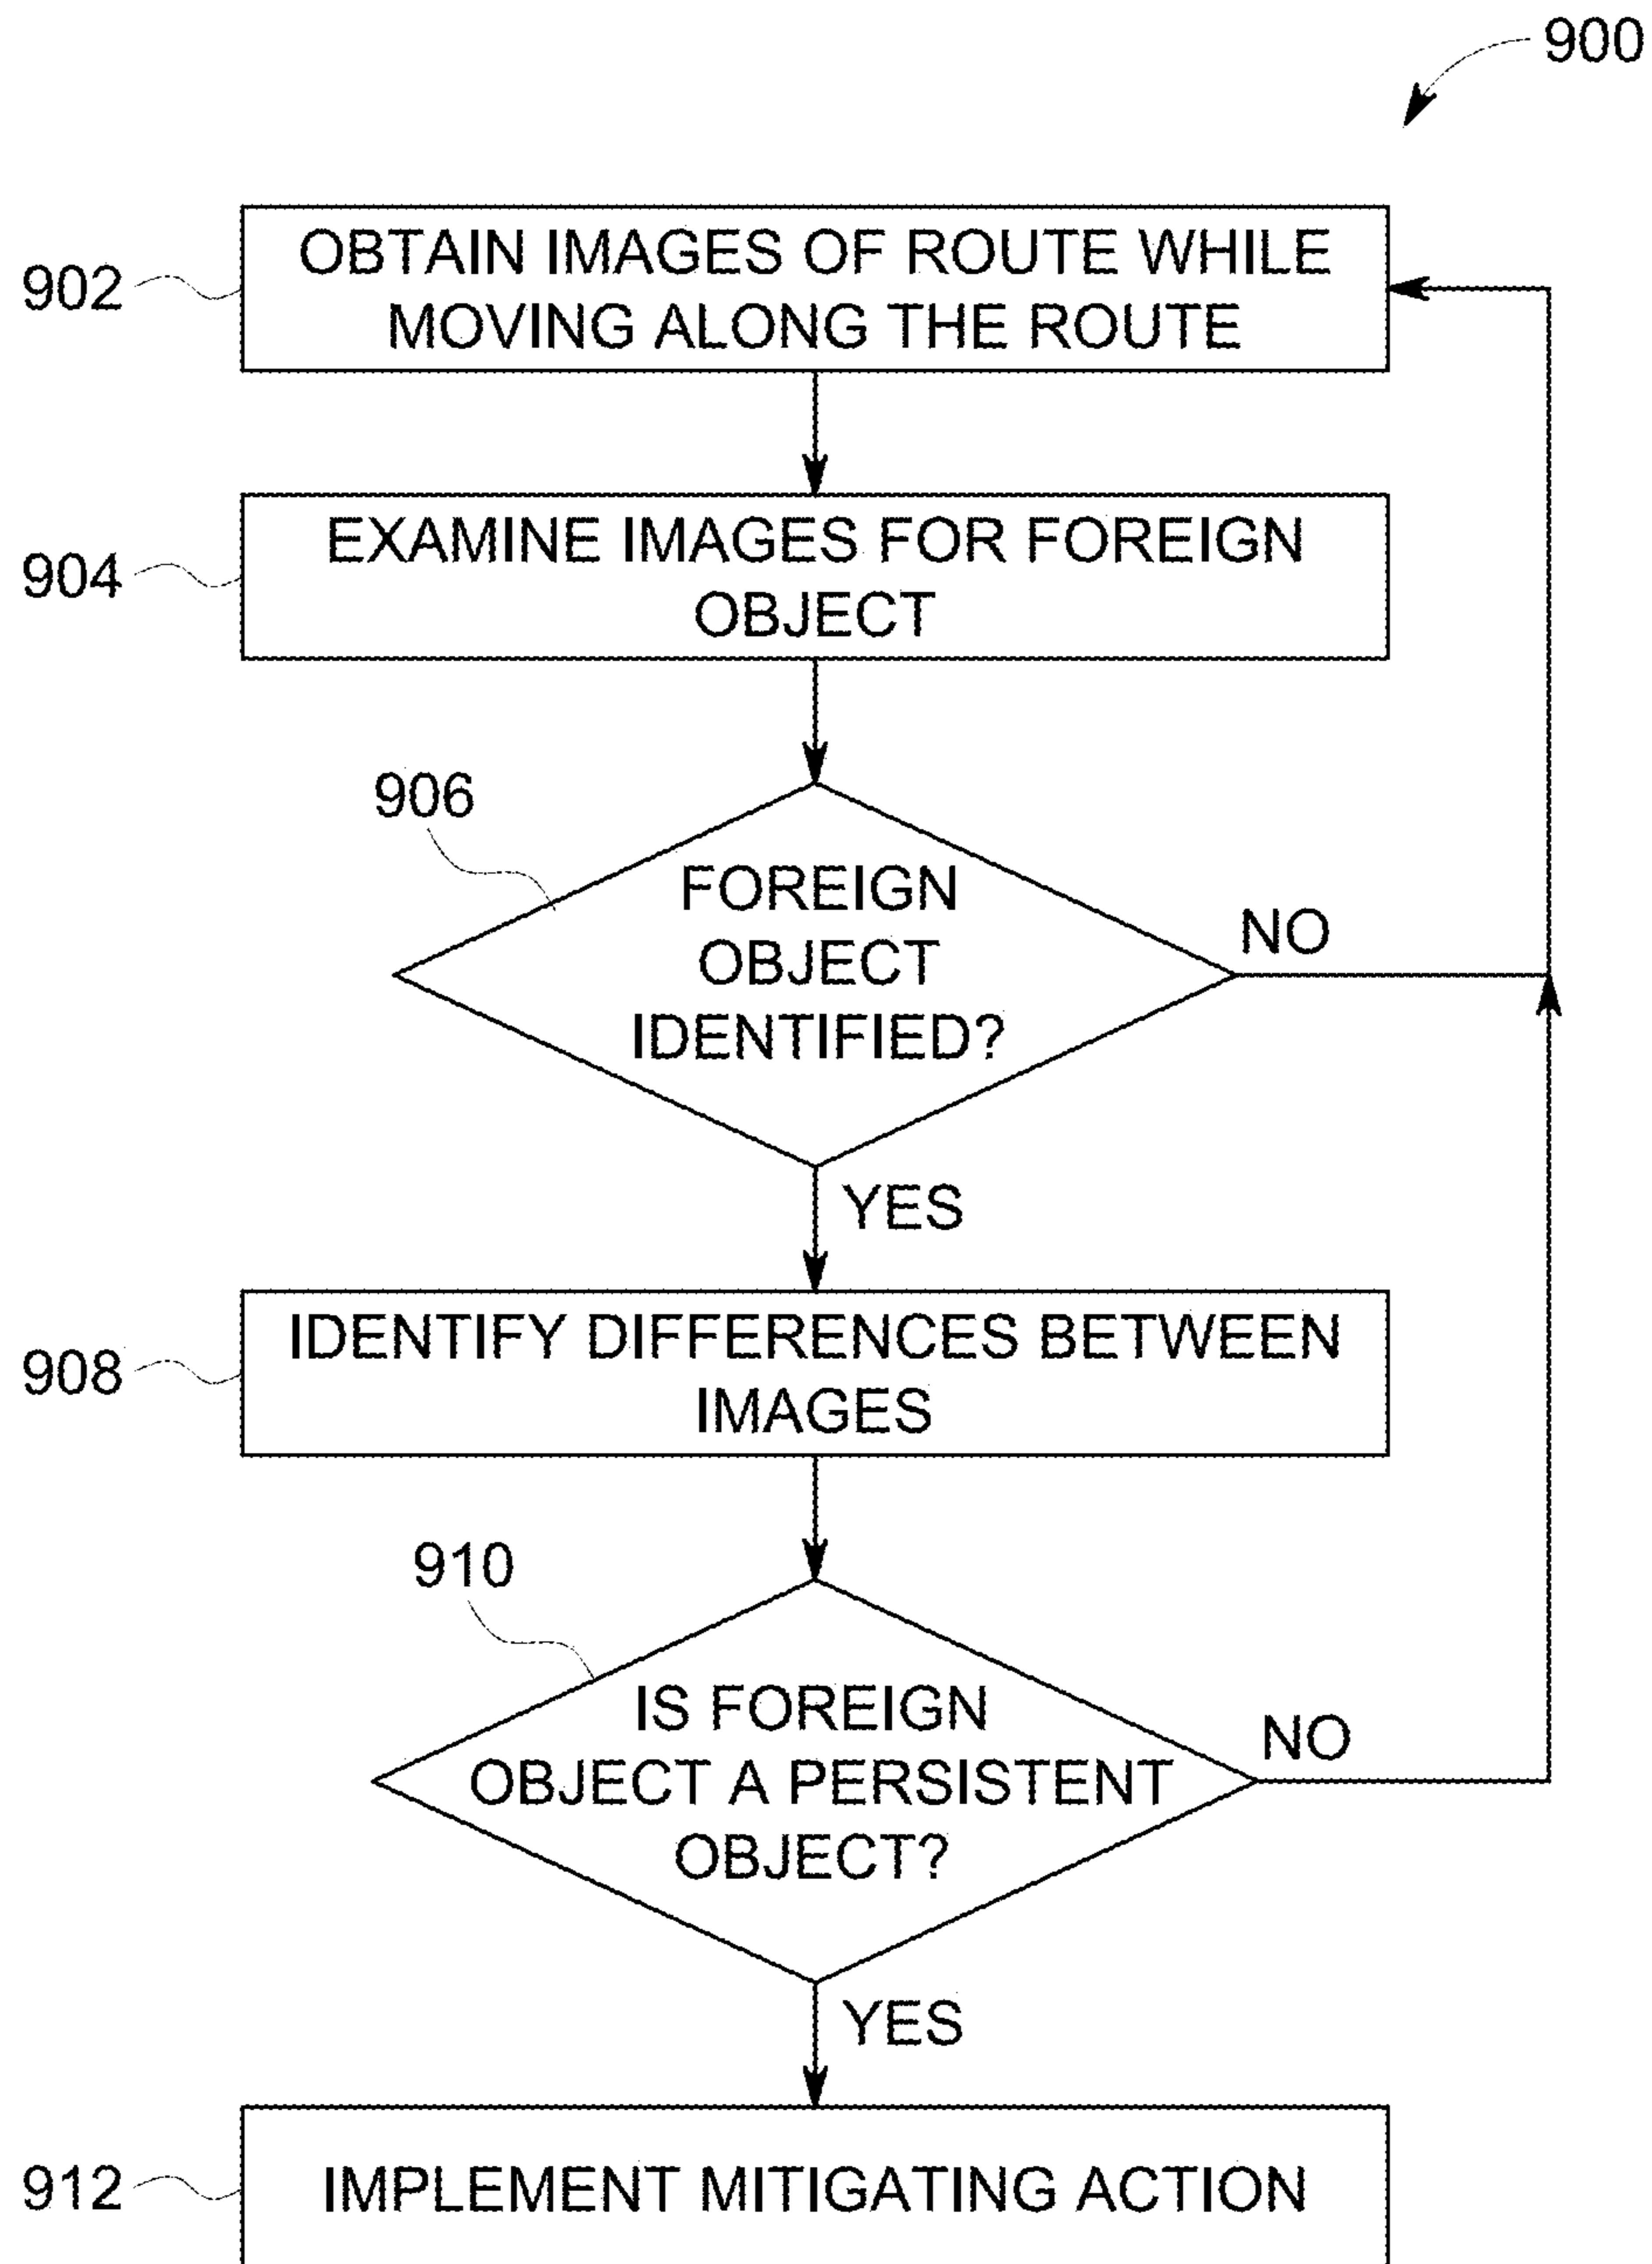 900
902
OBTAIN IMAGES OF ROUTE WHILE
MOVING ALONG THE ROUTE
904
EXAMINE IMAGES FOR FOREIGN
OBJECT
906
FOREIGN
OBJECT
IDENTIFIED?
NO
YES
908
IDENTIFY DIFFERENCES BETWEEN
IMAGES
910
IS FOREIGN
OBJECT A PERSISTENT
OBJECT?
NO
YES
912
IMPLEMENT MITIGATING ACTION